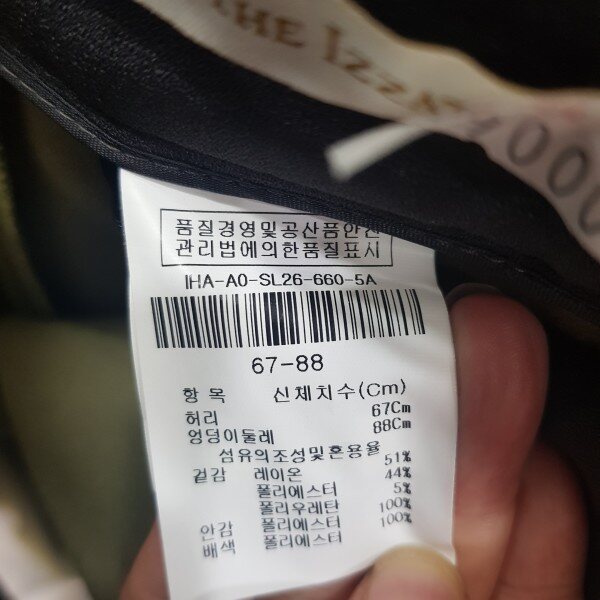 THE IZZA
000
품질경영및공산품안전
관리법에의한품질표시
IHA-A0-SL26-660-5A
67-88
항 목 신체치수(Cm)
허리 67Cm
엉덩이둘레 88Cm
섬유의조성및혼용율
겉감 레이온 51%
폴리에스터 44%
폴리우레탄 5%
안감 폴리에스터 100%
배색 폴리에스터 100%